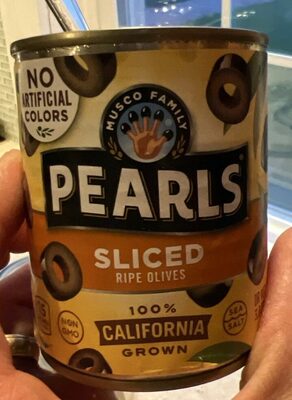 NO
ARTIFICIAL
COLORS
MUSCO FAMILY
PEARLS
SLICED
RIPE OLIVES
100%
CALIFORNIA
GROWN
NON
GMO
SEA
SALT